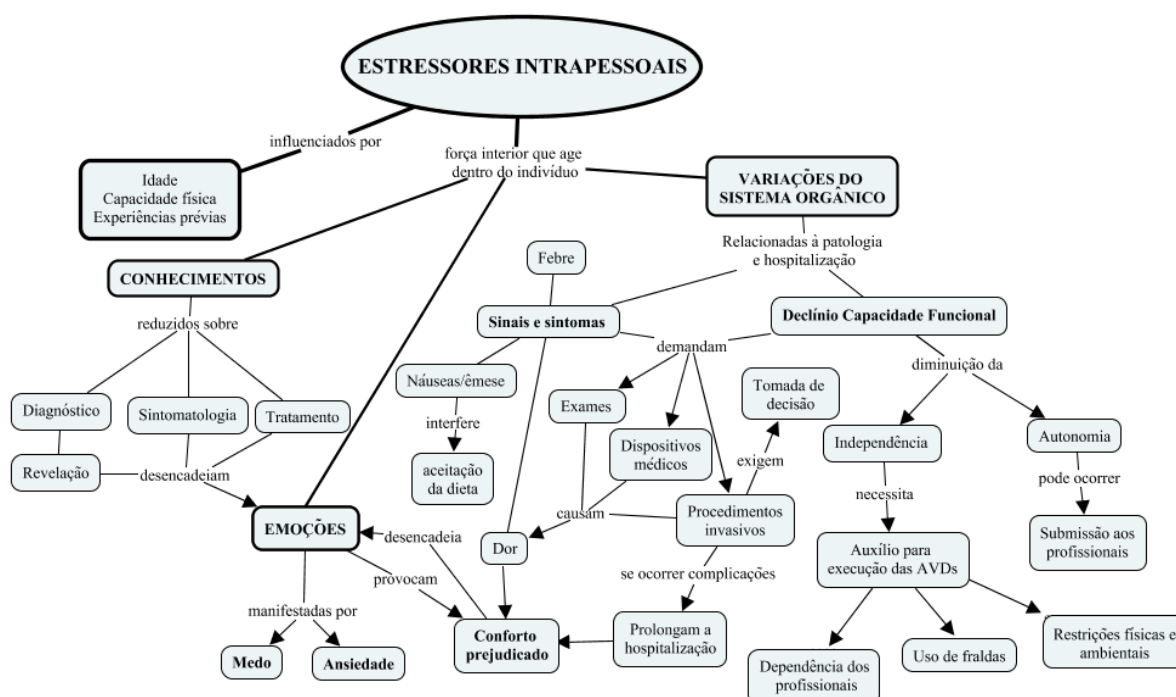 ESTRESSORES INTRAPESSOAIS
influenciados por
Idade
Capacidade física
Experiências prévias
força interior que age
dentro do indivíduo
VARIAÇÕES DO
SISTEMA ORGÂNICO
Relacionadas à patologia
e hospitalização
CONHECIMENTOS
reduzidos sobre
Diagnóstico
Sintomatologia
Tratamento
Revelação
desencadeiam
EMOÇÕES
manifestadas por
Medo
Ansiedade
provocam
desencadeia
Conforto
prejudicado
Febre
Sinais e sintomas
Náuseas/êmese
interfere
aceitação
da dieta
Dor
demandam
Exames
Dispositivos
médicos
causam
Procedimentos
invasivos
exigem
Tomada de
decisão
se ocorrer complicações
Prolongam a
hospitalização
Declínio Capacidade Funcional
diminuição da
Independência
necessita
Auxílio para
execução das AVDs
Dependência dos
profissionais
Uso de fraldas
Restrições físicas e
ambientais
Autonomia
pode ocorrer
Submissão aos
profissionais